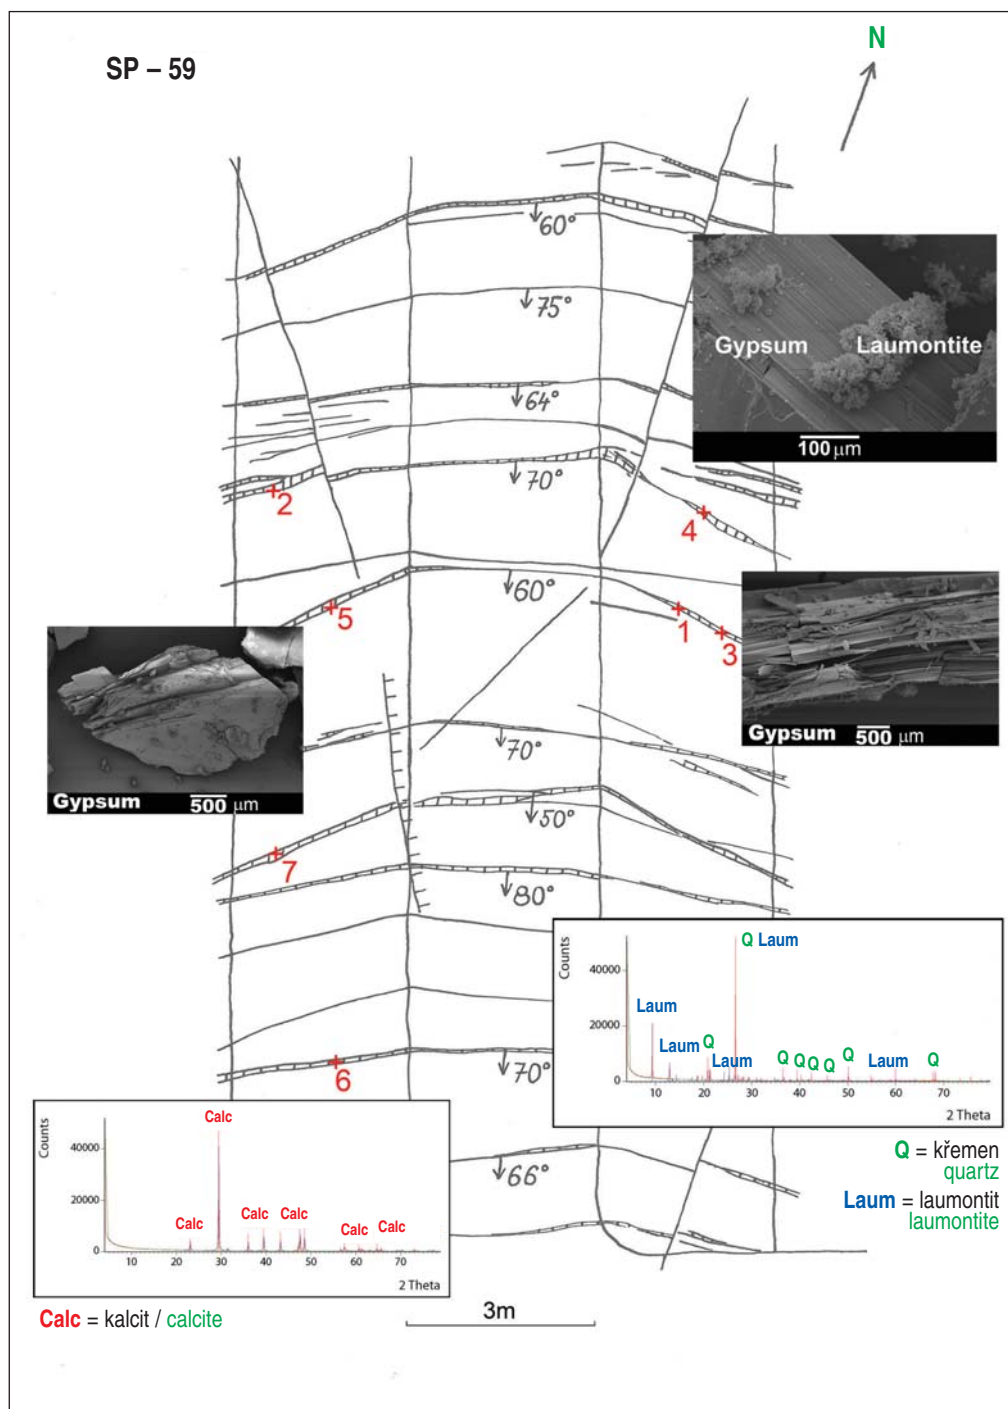 SP – 59
N
60°
75°
Gypsum Laumontite
100 µm
64°
70°
2
4
60°
5
1
3
Gypsum 500 µm
Gypsum 500 µm
70°
50°
7
80°
Counts
40000
20000
0
10 20 30 40 50 60 70
2 Theta
Q Laum
Laum
Laum
Q
Laum
Q
Q
Q
Q
Q
Laum
Q
70°
6
Counts
40000
20000
0
10 20 30 40 50 60 70
2 Theta
Calc
Calc
Calc
Calc
Calc
Calc
66°
Q = křemen
quartz
Laum = laumontit
laumontite
Calc = kalcit / calcite
3m